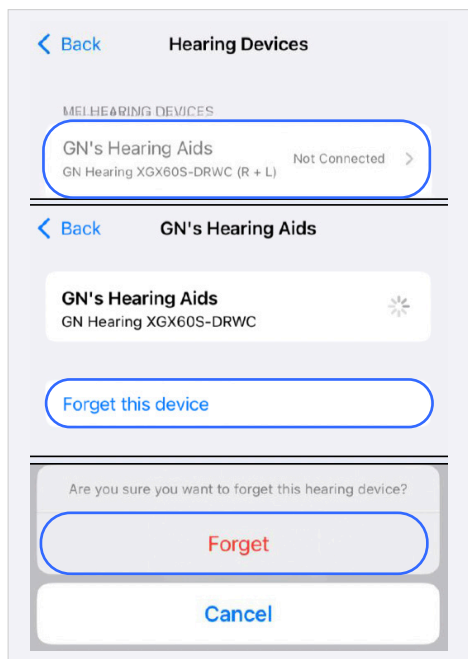 Back Hearing Devices
MFI HEARING DEVICES
GN's Hearing Aids
GN Hearing XGX60S-DRWC (R + L)
Not Connected
Back GN's Hearing Aids
GN's Hearing Aids
GN Hearing XGX60S-DRWC
Forget this device
Are you sure you want to forget this hearing device?
Forget
Cancel